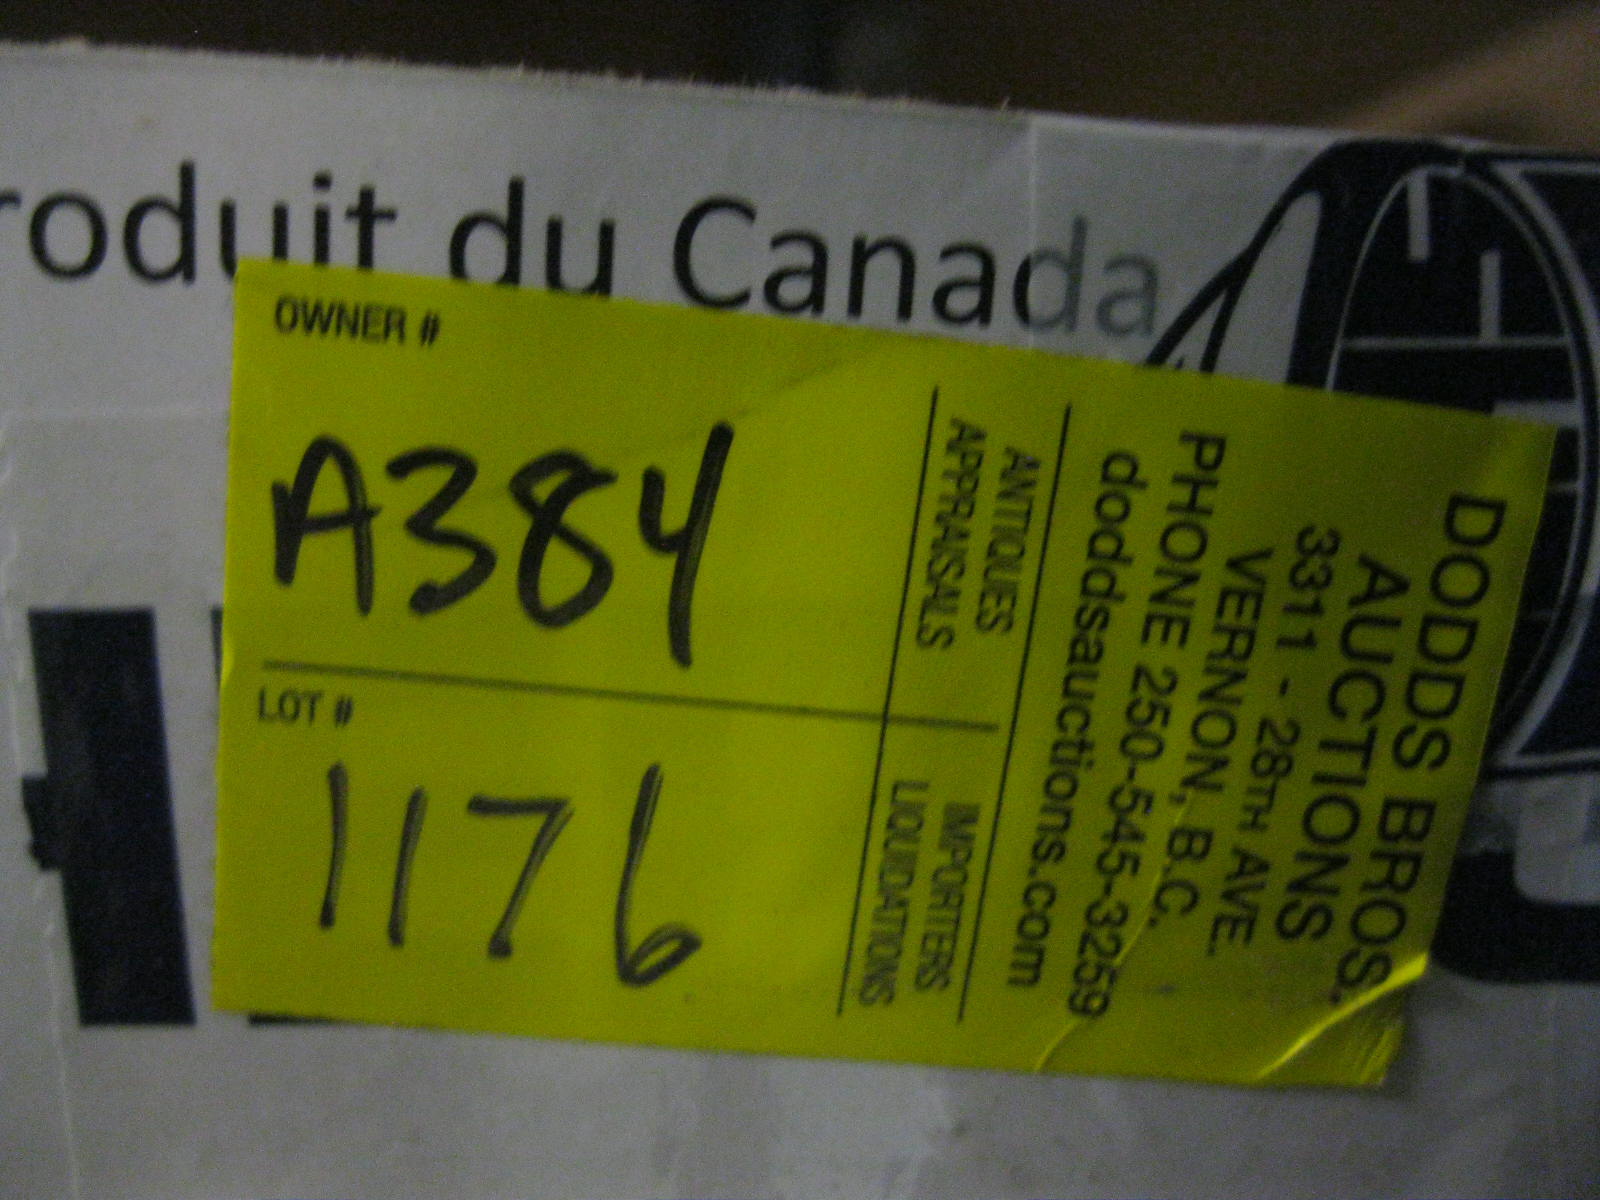 roduit du Canada
OWNER #
A384
LOT #
1176
ANTIQUES
APPRAISALS
IMPORTERS
LIQUIDATIONS
DODDS BROS.
AUCTIONS
3311 - 28TH AVE.
VERNON, B.C.
PHONE 250-545-3259
doddsauctions.com